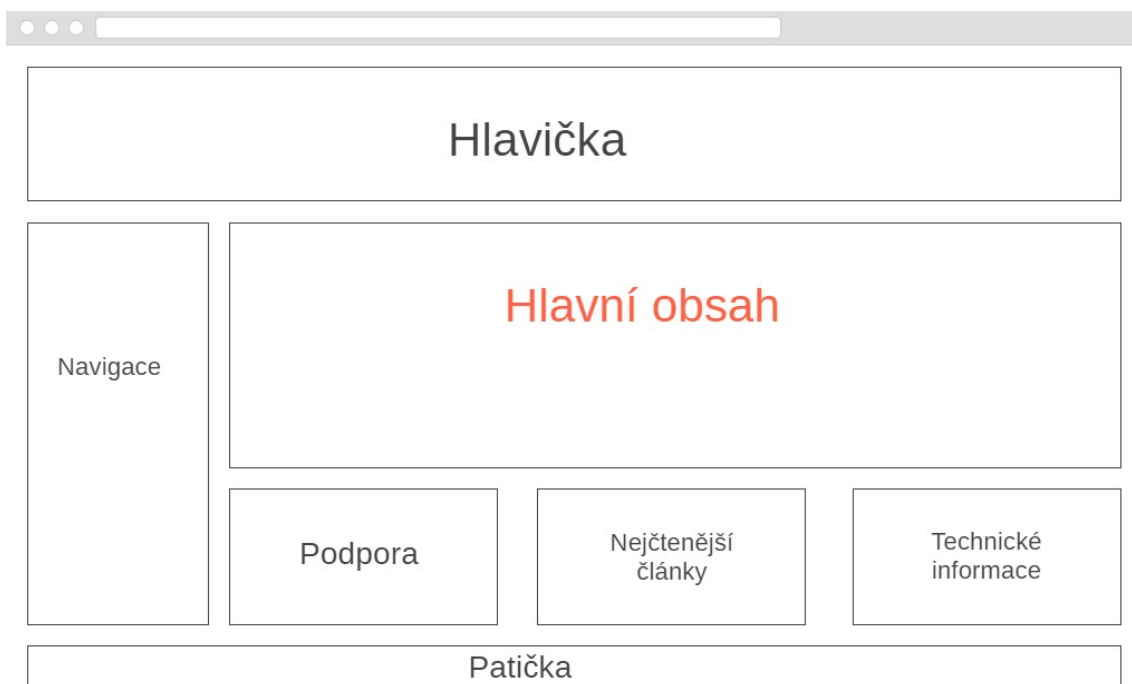 Hlavička
Hlavní obsah
Navigace
Podpora
Nejčtenější
články
Technické
informace
Patička